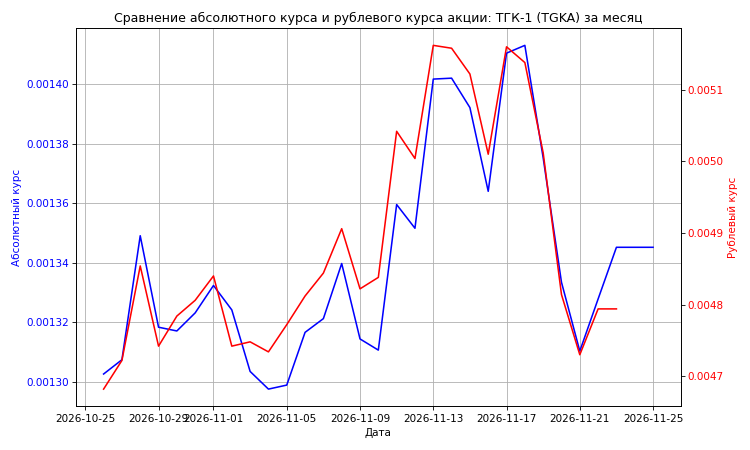 Сравнение абсолютного курса и рублевого курса акции: ТГК-1 (TGKA) за месяц
Абсолютный курс
0.00140
0.00138
0.00136
0.00134
0.00132
0.00130
0.0051
0.0050
0.0049
0.0048
0.0047
Рублевый курс
2026-10-25 2026-10-29 2026-11-01 2026-11-05 2026-11-09 2026-11-13 2026-11-17 2026-11-21 2026-11-25
Дата